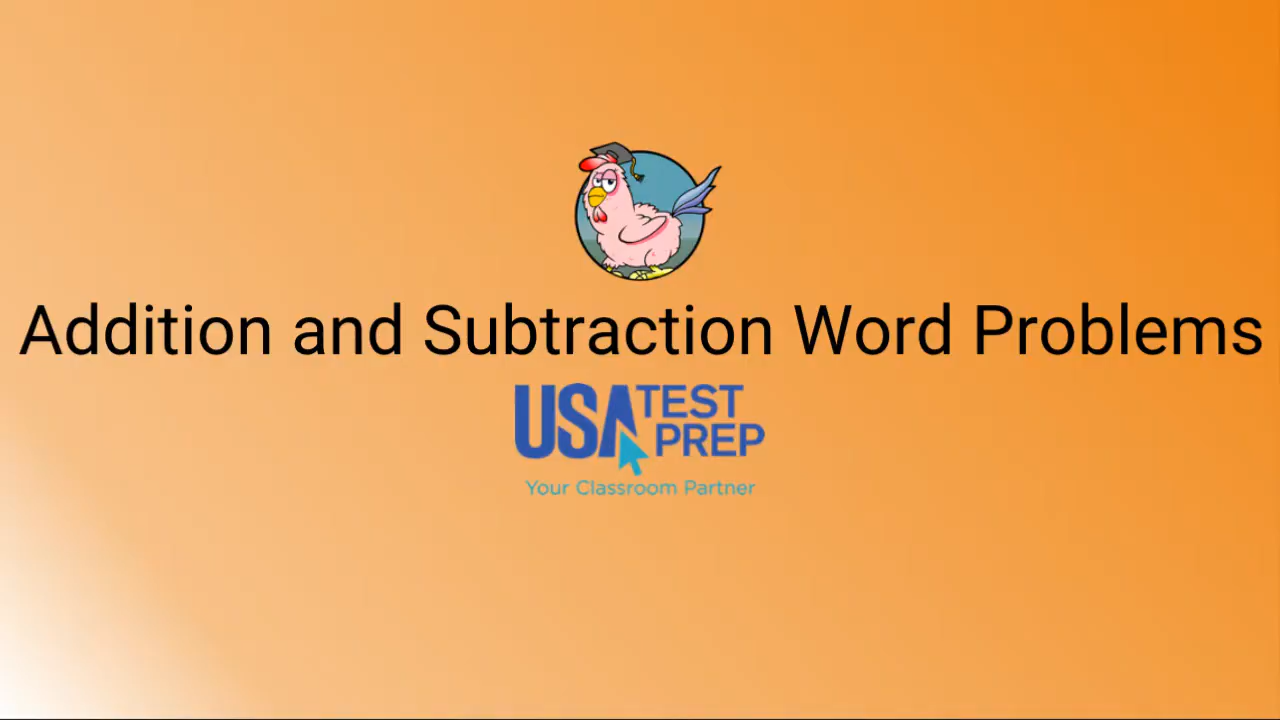 Addition and Subtraction Word Problems
USA TEST PREP
Your Classroom Partner